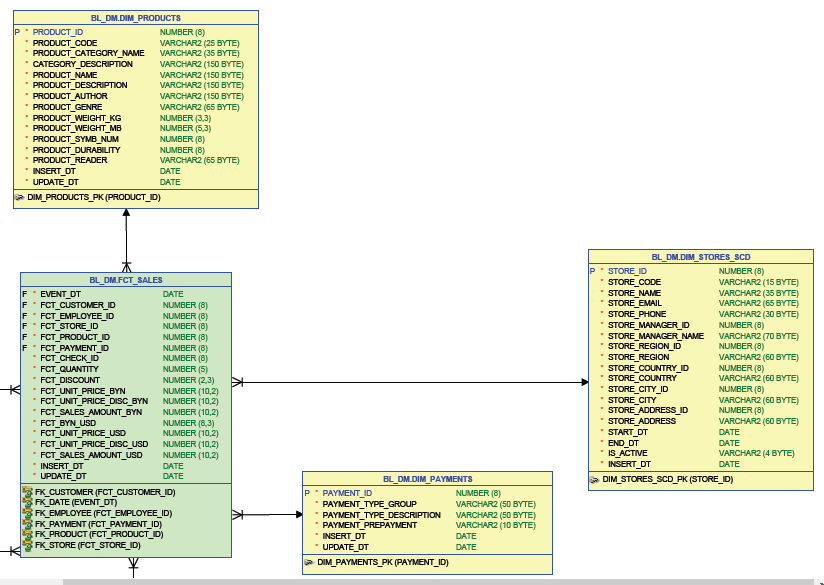 BL_DM.DIM_PRODUCTS
P * PRODUCT_ID NUMBER (8)
* PRODUCT_CODE VARCHAR2 (25 BYTE)
* PRODUCT_CATEGORY_NAME VARCHAR2 (35 BYTE)
* CATEGORY_DESCRIPTION VARCHAR2 (150 BYTE)
* PRODUCT_NAME VARCHAR2 (150 BYTE)
* PRODUCT_DESCRIPTION VARCHAR2 (150 BYTE)
* PRODUCT_AUTHOR VARCHAR2 (150 BYTE)
* PRODUCT_GENRE VARCHAR2 (65 BYTE)
* PRODUCT_WEIGHT_KG NUMBER (3,3)
* PRODUCT_WEIGHT_MB NUMBER (5,3)
* PRODUCT_SYMB_NUM NUMBER (8)
* PRODUCT_DURABILITY NUMBER (8)
* PRODUCT_READER VARCHAR2 (65 BYTE)
* INSERT_DT DATE
* UPDATE_DT DATE
DIM_PRODUCTS_PK (PRODUCT_ID)
BL_DM.FCT_SALES
F * EVENT_DT DATE
F * FCT_CUSTOMER_ID NUMBER (8)
F * FCT_EMPLOYEE_ID NUMBER (8)
F * FCT_STORE_ID NUMBER (8)
F * FCT_PRODUCT_ID NUMBER (8)
F * FCT_PAYMENT_ID NUMBER (8)
* FCT_CHECK_ID NUMBER (8)
* FCT_QUANTITY NUMBER (5)
* FCT_DISCOUNT NUMBER (2,3)
* FCT_UNIT_PRICE_BYN NUMBER (10,2)
* FCT_UNIT_PRICE_DISC_BYN NUMBER (10,2)
* FCT_SALES_AMOUNT_BYN NUMBER (10,2)
* FCT_BYN_USD NUMBER (8,3)
* FCT_UNIT_PRICE_USD NUMBER (10,2)
* FCT_UNIT_PRICE_DISC_USD NUMBER (10,2)
* FCT_SALES_AMOUNT_USD NUMBER (10,2)
* INSERT_DT DATE
* UPDATE_DT DATE
FK_CUSTOMER (FCT_CUSTOMER_ID)
FK_DATE (EVENT_DT)
FK_EMPLOYEE (FCT_EMPLOYEE_ID)
FK_PAYMENT (FCT_PAYMENT_ID)
FK_PRODUCT (FCT_PRODUCT_ID)
FK_STORE (FCT_STORE_ID)
BL_DM.DIM_STORES_SCD
P * STORE_ID NUMBER (8)
* STORE_CODE VARCHAR2 (15 BYTE)
* STORE_NAME VARCHAR2 (35 BYTE)
* STORE_EMAIL VARCHAR2 (65 BYTE)
* STORE_PHONE VARCHAR2 (30 BYTE)
* STORE_MANAGER_ID NUMBER (8)
* STORE_MANAGER_NAME VARCHAR2 (70 BYTE)
* STORE_REGION_ID NUMBER (8)
* STORE_REGION VARCHAR2 (60 BYTE)
* STORE_COUNTRY_ID NUMBER (8)
* STORE_COUNTRY VARCHAR2 (60 BYTE)
* STORE_CITY_ID NUMBER (8)
* STORE_CITY VARCHAR2 (60 BYTE)
* STORE_ADDRESS_ID NUMBER (8)
* STORE_ADDRESS VARCHAR2 (60 BYTE)
* START_DT DATE
* END_DT DATE
* IS_ACTIVE VARCHAR2 (4 BYTE)
* INSERT_DT DATE
DIM_STORES_SCD_PK (STORE_ID)
BL_DM.DIM_PAYMENTS
P * PAYMENT_ID NUMBER (8)
* PAYMENT_TYPE_GROUP VARCHAR2 (50 BYTE)
* PAYMENT_TYPE_DESCRIPTION VARCHAR2 (50 BYTE)
* PAYMENT_PREPAYMENT VARCHAR2 (10 BYTE)
* INSERT_DT DATE
* UPDATE_DT DATE
DIM_PAYMENTS_PK (PAYMENT_ID)